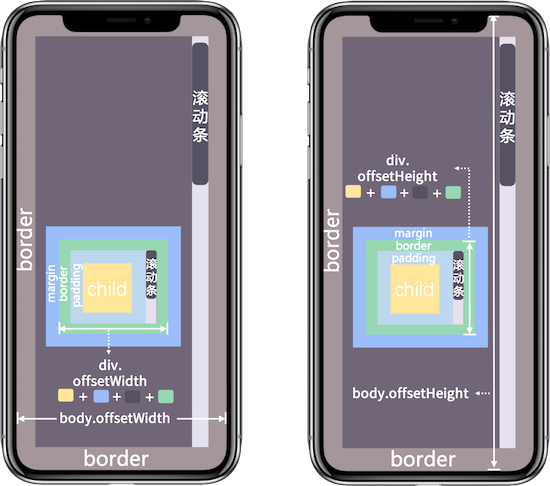 滚
动
条
border
margin
border
padding
child
滚
动
条
div.
offsetWidth
+ + +
body.offsetWidth
border
滚
动
条
div.
offsetHeight
+ + +
border
margin
border
padding
child
滚
动
条
body.offsetHeight
border